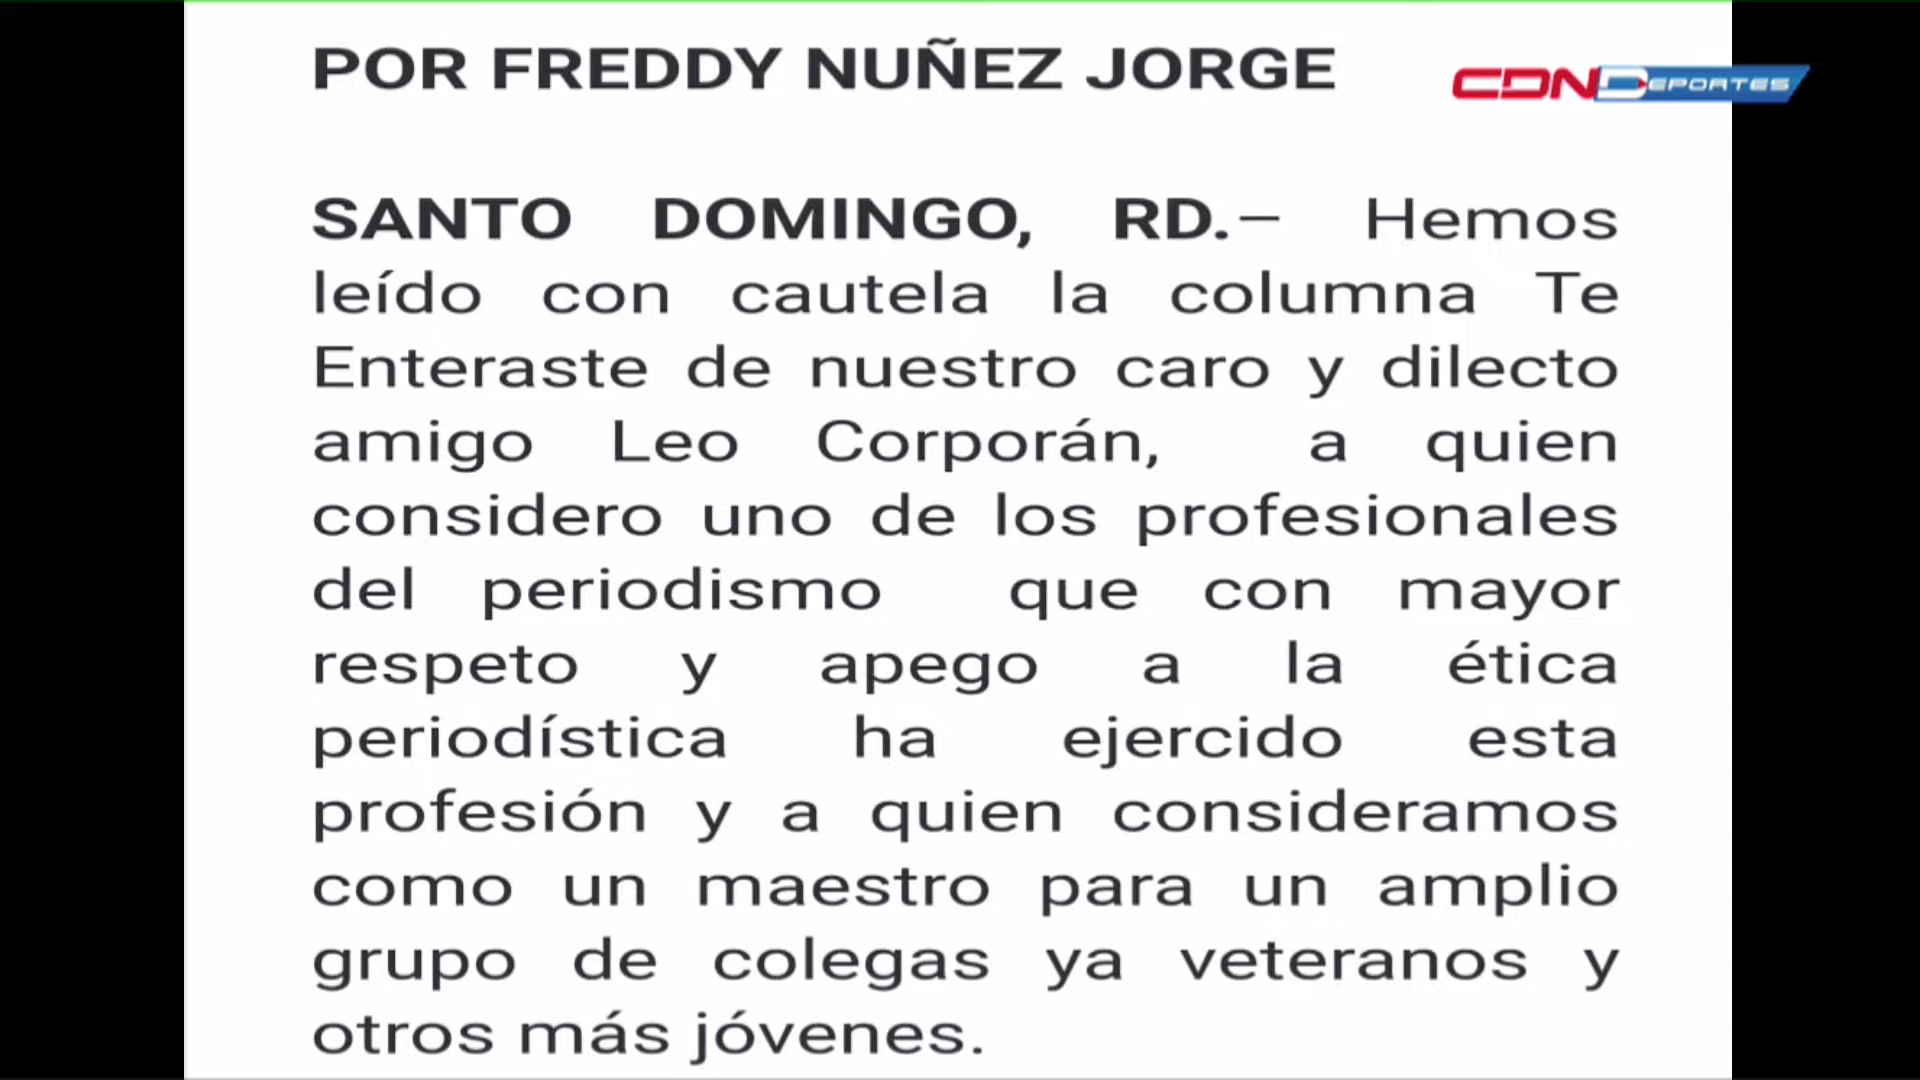 POR FREDDY NUÑEZ JORGE
CDN DEPORTES
SANTO DOMINGO, RD.– Hemos
leído con cautela la columna Te
Enteraste de nuestro caro y dilecto
amigo Leo Corporán, a quien
considero uno de los profesionales
del periodismo que con mayor
respeto y apego a la ética
periodística ha ejercido esta
profesión y a quien consideramos
como un maestro para un amplio
grupo de colegas ya veteranos y
otros más jóvenes.